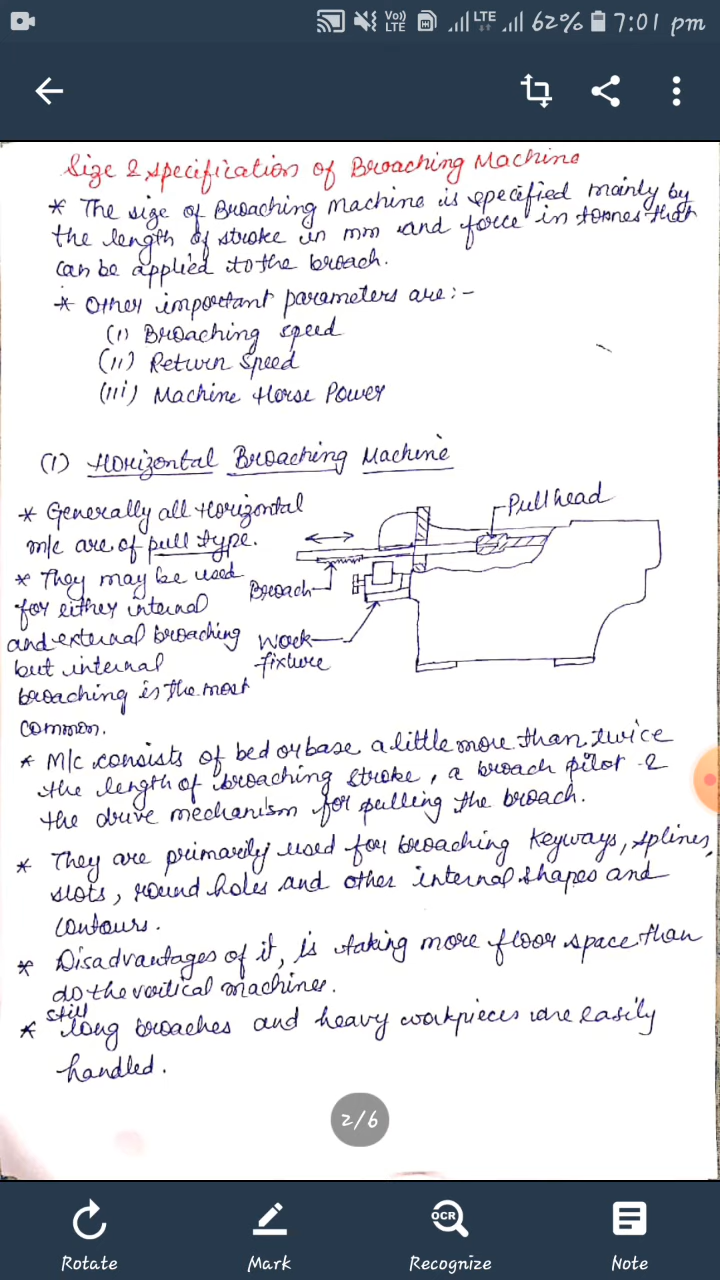 Vo)) LTE LTE 62% 7:01 pm
Size & Specification of Broaching Machine
* The size of Broaching Machine is specified mainly by
the length of stroke in mm and force in tonnes that
can be applied to the broach.
* Other important parameters are:-
(i) Broaching speed
(ii) Return Speed
(iii) Machine Horse Power
(1) Horizontal Broaching Machine
* Generally all Horizontal
m/c are of pull type.
* They may be used
for either internal
and external broaching
but internal
broaching is the most
common.
Pull head
Broach
Work
fixture
* M/c consists of bed or base a little more than twice
the length of broaching stroke, a broach pilot &
the drive mechanism for pulling the broach.
* They are primarily used for broaching keyways, splines,
slots, round holes and other internal shapes and
contours.
* Disadvantages of it, is taking more floor space than
do the vertical machines.
* still long broaches and heavy workpieces are easily
handled.
2/6
OCR
Rotate Mark Recognize Note